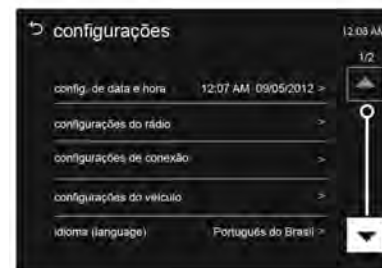 configurações 12:08 AM
1/2
config. de data e hora 12:07 AM 09/05/2012 >
configurações do rádio >
configurações de conexão >
configurações do veículo >
idioma (language) Português do Brasil >